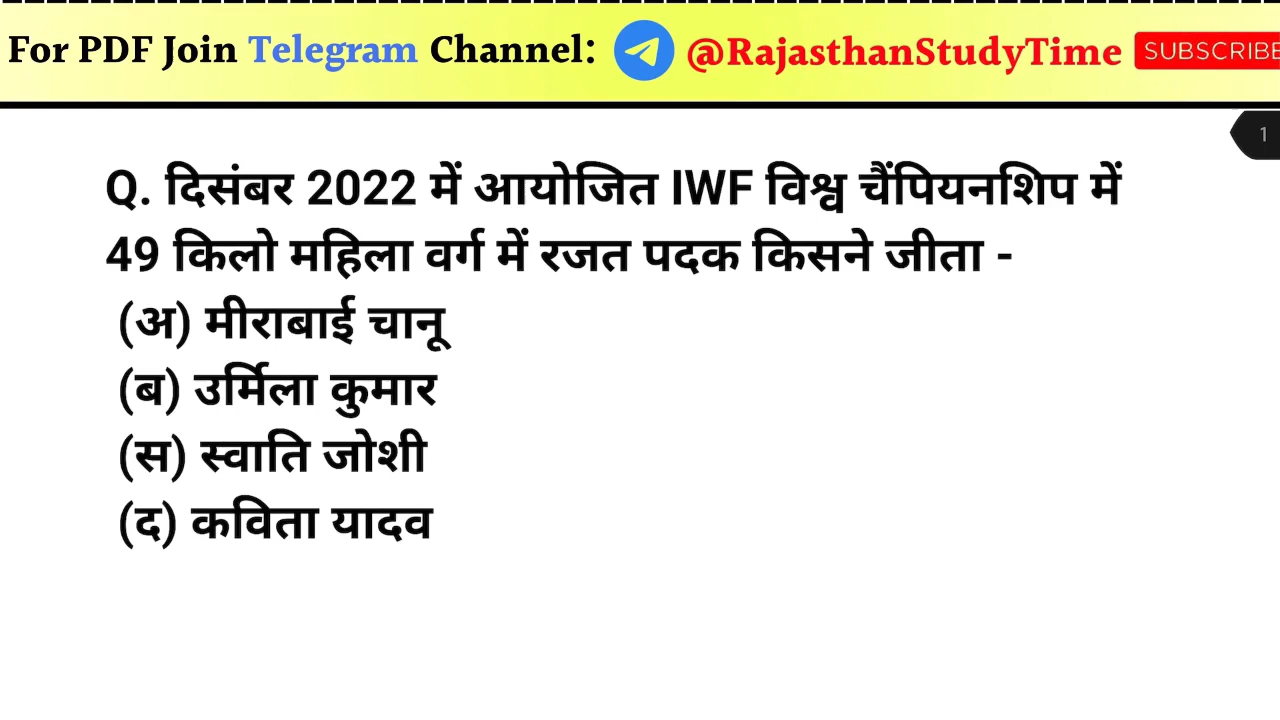 For PDF Join Telegram Channel: @RajasthanStudyTime SUBSCRIBE
1
Q. दिसंबर 2022 में आयोजित IWF विश्व चैंपियनशिप में
49 किलो महिला वर्ग में रजत पदक किसने जीता -
(अ) मीराबाई चानू
(ब) उर्मिला कुमार
(स) स्वाति जोशी
(द) कविता यादव